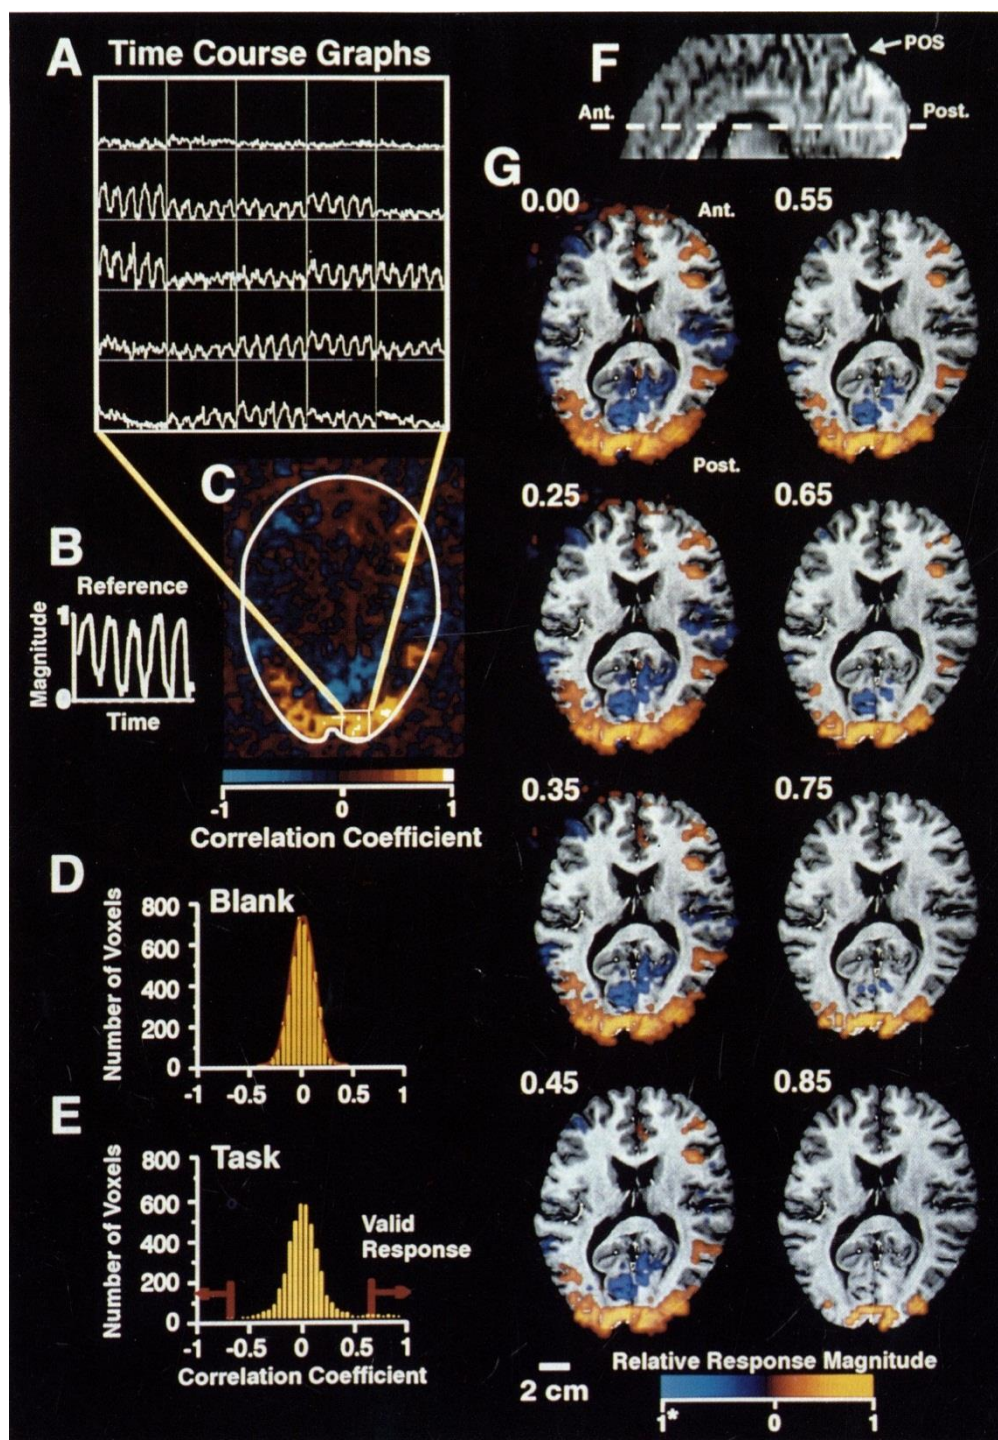 A
Time Course Graphs
B
Reference
Magnitude
1
0
Time
C
-1
0
1
Correlation Coefficient
D
Blank
Number of Voxels
800
600
400
200
0
-1
-0.5
0
0.5
1
E
Task
Number of Voxels
800
600
400
200
0
Valid
Response
-1
-0.5
0
0.5
1
Correlation Coefficient
F
POS
Ant.
Post.
G
0.00
Ant.
0.55
Post.
0.25
0.65
0.35
0.75
0.45
0.85
2 cm
Relative Response Magnitude
1*
0
1